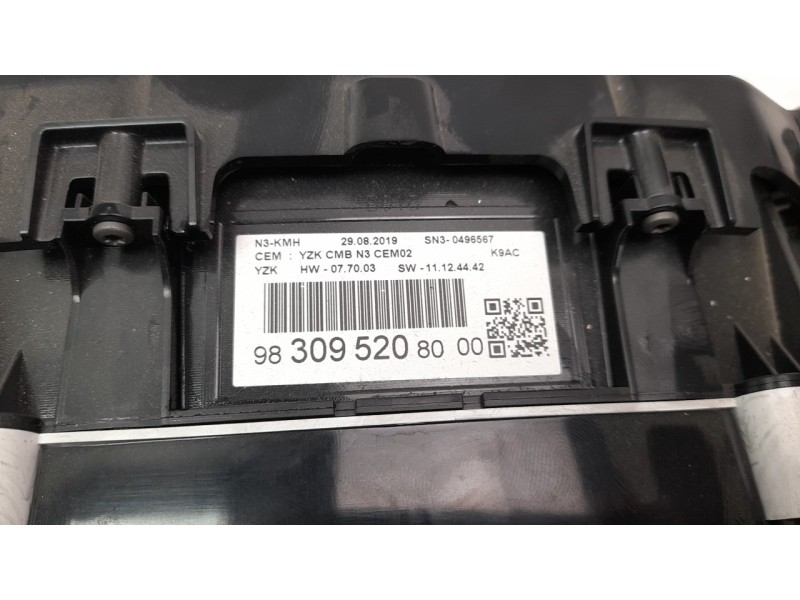 N3-KMH 29.08.2019 SN3-0496567
CEM : YZK CMB N3 CEM02 K9AC
YZK HW - 07.70.03 SW - 11.12.44.42
98 309 520 80 00